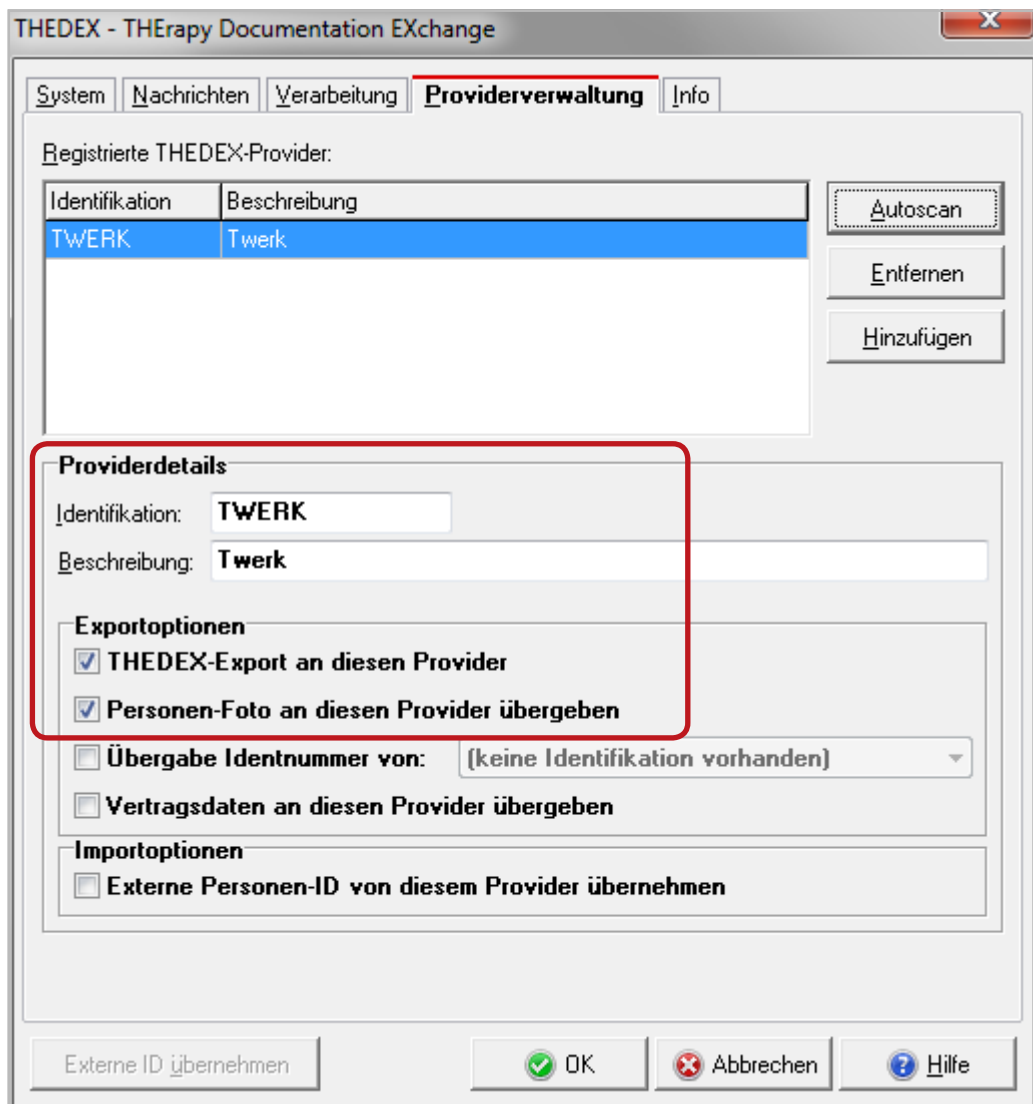 THEDEX - THErapy Documentation EXchange
System Nachrichten Verarbeitung Providerverwaltung Info
Registrierte THEDEX-Provider:
Identifikation Beschreibung
TWERK Twerk
Autoscan
Entfernen
Hinzufügen
Providerdetails
Identifikation: TWERK
Beschreibung: Twerk
Exportoptionen
THEDEX-Export an diesen Provider
Personen-Foto an diesen Provider übergeben
Übergabe Identnummer von: (keine Identifikation vorhanden)
Vertragsdaten an diesen Provider übergeben
Importoptionen
Externe Personen-ID von diesem Provider übernehmen
Externe ID übernehmen OK Abbrechen Hilfe